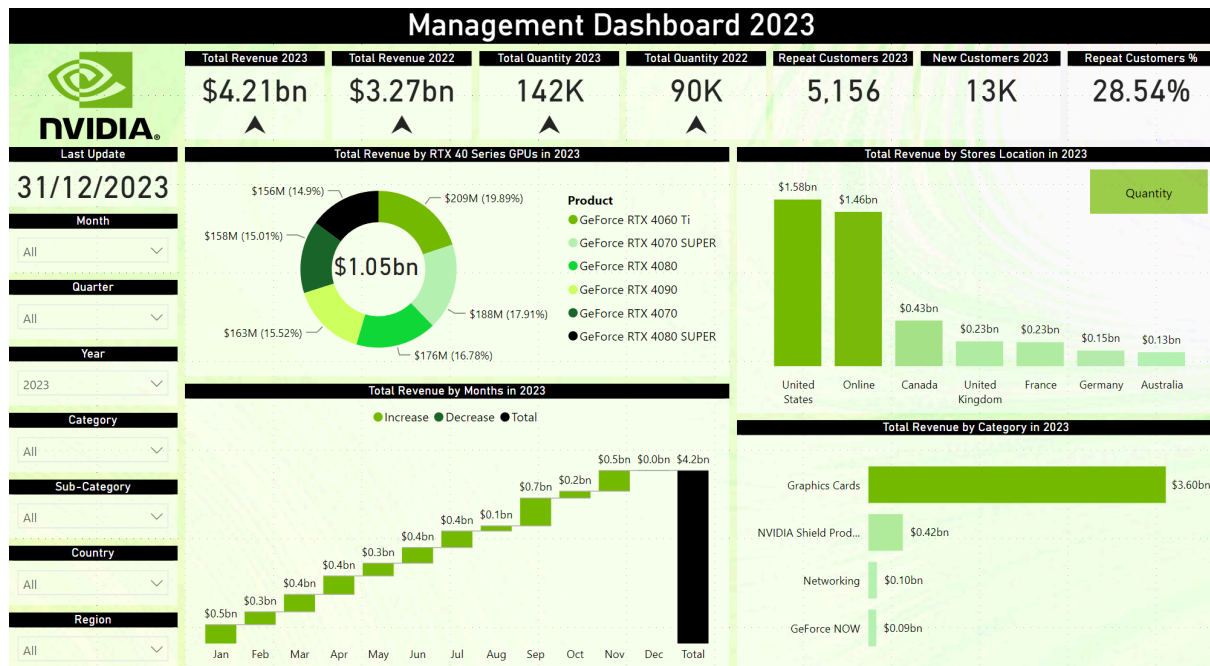 Management Dashboard 2023
NVIDIA.
Total Revenue 2023
$4.21bn
Total Revenue 2022
$3.27bn
Total Quantity 2023
142K
Total Quantity 2022
90K
Repeat Customers 2023
5,156
New Customers 2023
13K
Repeat Customers %
28.54%
Last Update
31/12/2023
Month
All
Quarter
All
Year
2023
Category
All
Sub-Category
All
Country
All
Region
All
Total Revenue by RTX 40 Series GPUs in 2023
$156M (14.9%)
$209M (19.89%)
$158M (15.01%)
$1.05bn
$188M (17.91%)
$163M (15.52%)
$176M (16.78%)
Product
GeForce RTX 4060 Ti
GeForce RTX 4070 SUPER
GeForce RTX 4080
GeForce RTX 4090
GeForce RTX 4070
GeForce RTX 4080 SUPER
Total Revenue by Months in 2023
Increase Decrease Total
$0.5bn $0.3bn $0.4bn $0.4bn $0.3bn $0.4bn $0.4bn $0.1bn $0.7bn $0.2bn $0.5bn $0.0bn $4.2bn
Jan Feb Mar Apr May Jun Jul Aug Sep Oct Nov Dec Total
Total Revenue by Stores Location in 2023
Quantity
$1.58bn $1.46bn $0.43bn $0.23bn $0.23bn $0.15bn $0.13bn
United States Online Canada United Kingdom France Germany Australia
Total Revenue by Category in 2023
Graphics Cards $3.60bn
NVIDIA Shield Prod... $0.42bn
Networking $0.10bn
GeForce NOW $0.09bn